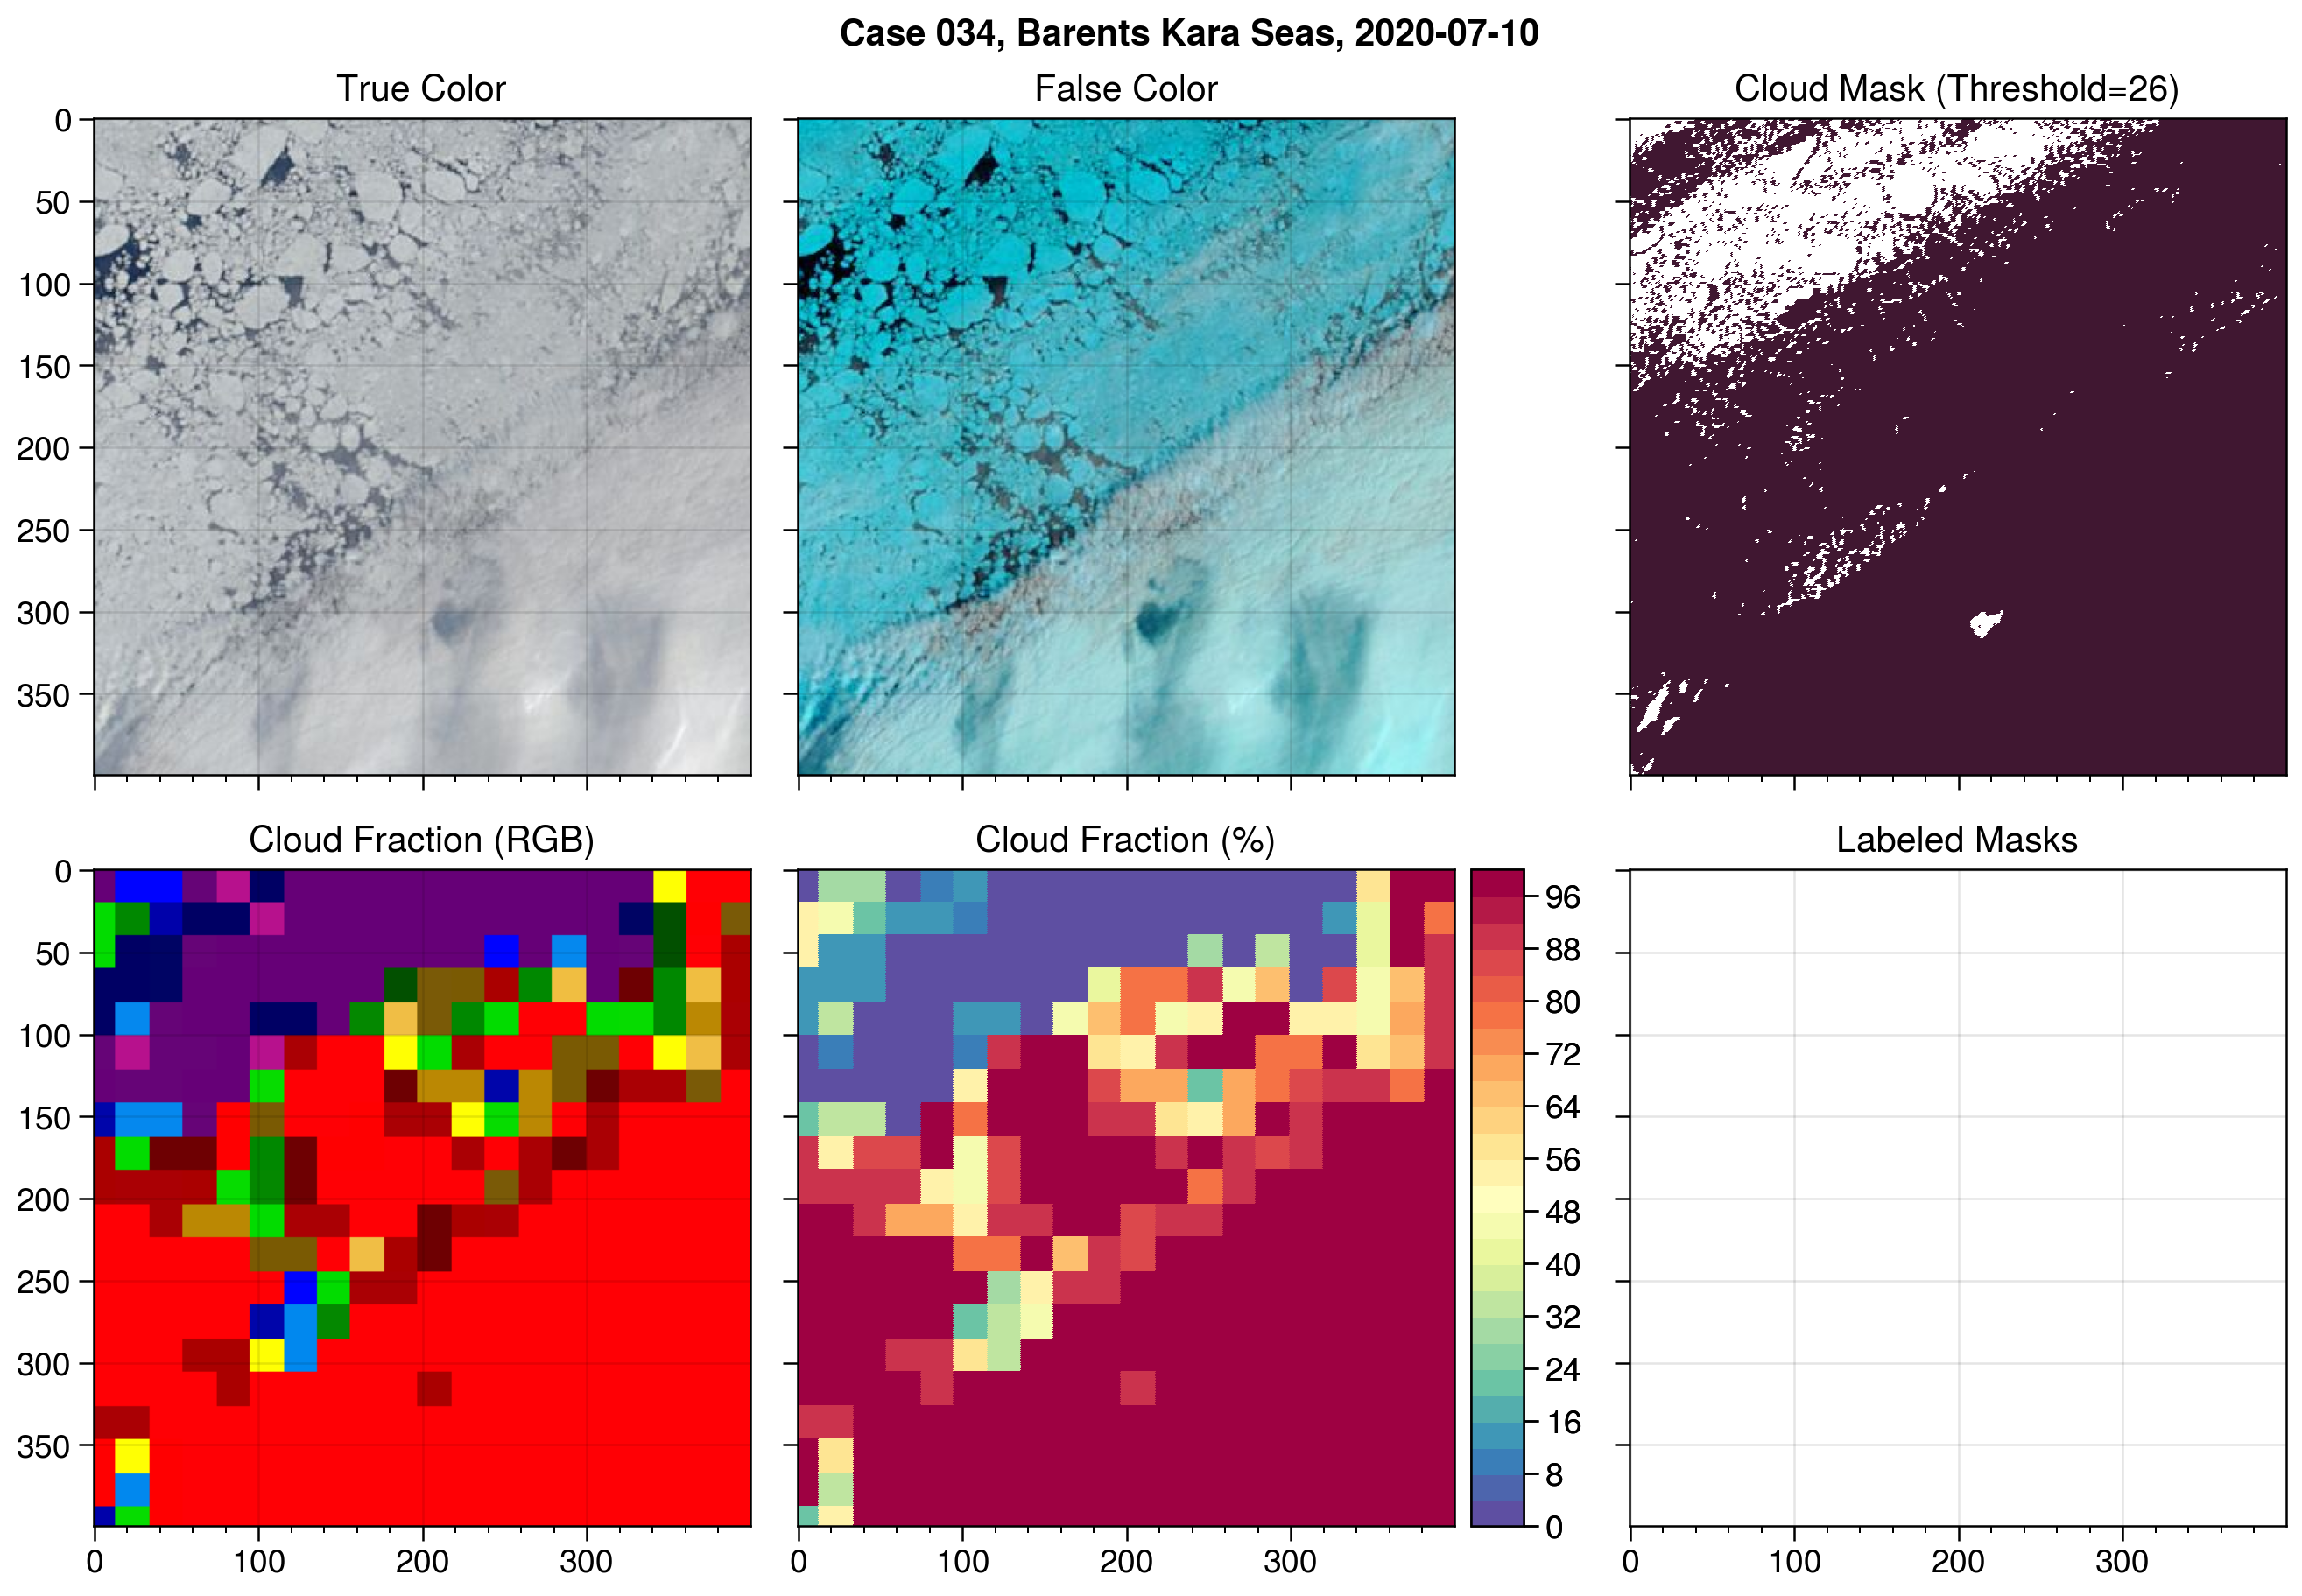 Case 034, Barents Kara Seas, 2020-07-10
True Color
False Color
Cloud Mask (Threshold=26)
0
50
100
150
200
250
300
350
Cloud Fraction (RGB)
Cloud Fraction (%)
Labeled Masks
0
50
100
150
200
250
300
350
96
88
80
72
64
56
48
40
32
24
16
8
0
0 100 200 300
0 100 200 300
0 100 200 300